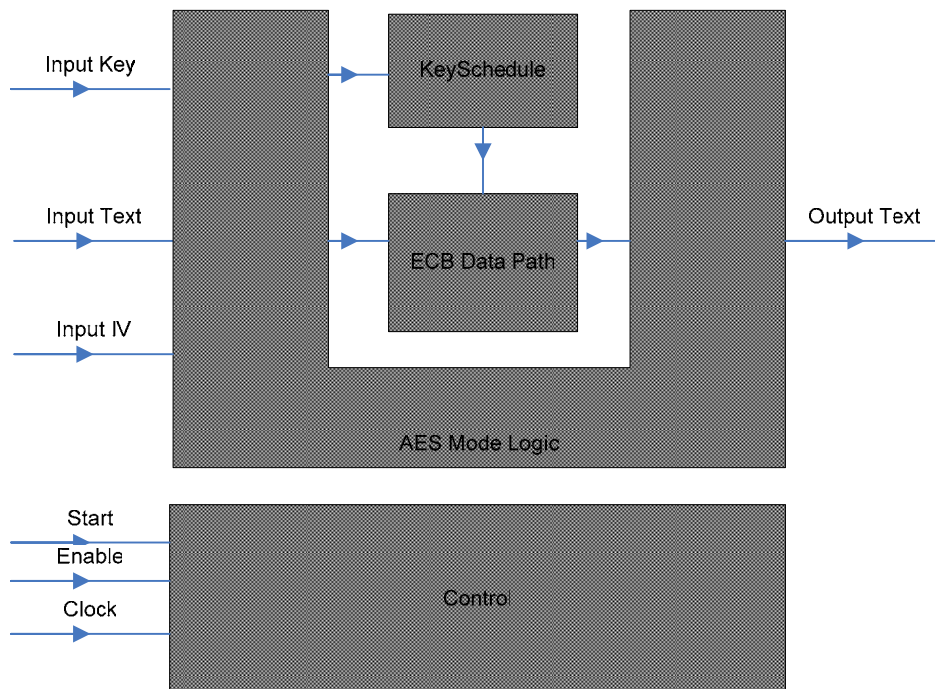 Input Key
KeySchedule
Input Text
ECB Data Path
Output Text
Input IV
AES Mode Logic
Start
Enable
Clock
Control